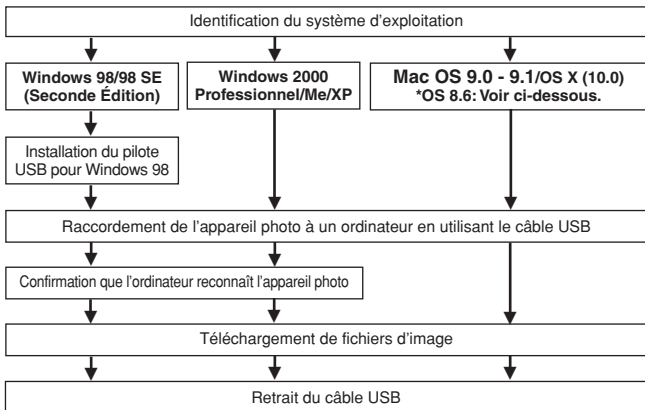 Identification du système d'exploitation
Windows 98/98 SE
(Seconde Édition)
Windows 2000
Professionnel/Me/XP
Mac OS 9.0 - 9.1/OS X (10.0)
*OS 8.6: Voir ci-dessous.
Installation du pilote
USB pour Windows 98
Raccordement de l'appareil photo à un ordinateur en utilisant le câble USB
Confirmation que l'ordinateur reconnaît l'appareil photo
Téléchargement de fichiers d'image
Retrait du câble USB